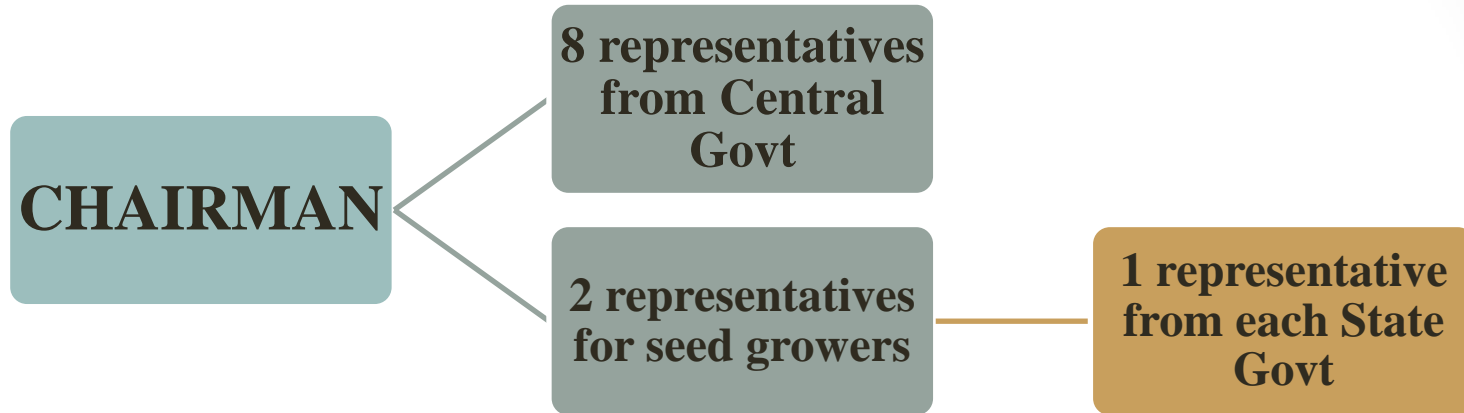 CHAIRMAN
8 representatives
from Central
Govt
2 representatives
for seed growers
1 representative
from each State
Govt